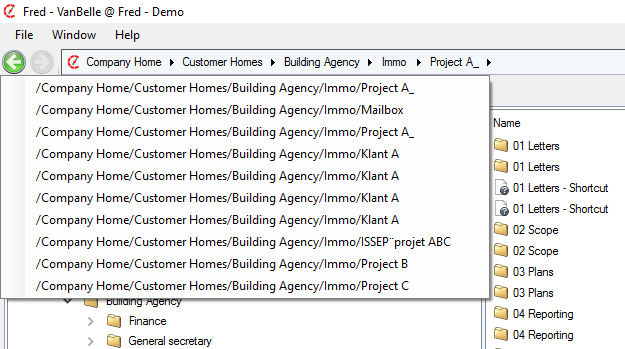 Fred - VanBelle @ Fred - Demo
File Window Help
Company Home Customer Homes Building Agency Immo Project A_
/Company Home/Customer Homes/Building Agency/Immo/Project A_
/Company Home/Customer Homes/Building Agency/Immo/Mailbox
/Company Home/Customer Homes/Building Agency/Immo/Project A_
/Company Home/Customer Homes/Building Agency/Immo/Klant A
/Company Home/Customer Homes/Building Agency/Immo/Klant A
/Company Home/Customer Homes/Building Agency/Immo/Klant A
/Company Home/Customer Homes/Building Agency/Immo/Klant A
/Company Home/Customer Homes/Building Agency/Immo/ISSEP¨projet ABC
/Company Home/Customer Homes/Building Agency/Immo/Project B
/Company Home/Customer Homes/Building Agency/Immo/Project C
Building Agency
Finance
General secretary
Name
01 Letters
01 Letters
01 Letters - Shortcut
01 Letters - Shortcut
02 Scope
02 Scope
03 Plans
03 Plans
04 Reporting
04 Reporting